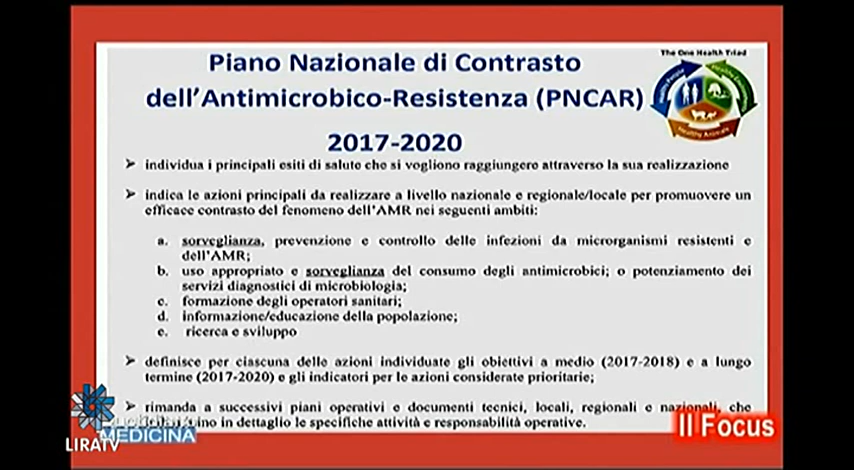 Piano Nazionale di Contrasto
dell'Antimicrobico-Resistenza (PNCAR)
2017-2020
The One Health Triad
Healthy People
Healthy Animals
➤ individua i principali esiti di salute che si vogliono raggiungere attraverso la sua realizzazione
➤ indica le azioni principali da realizzare a livello nazionale e regionale/locale per promuovere un
efficace contrasto del fenomeno dell'AMR nei seguenti ambiti:
a. sorveglianza, prevenzione e controllo delle infezioni da microrganismi resistenti e
dell'AMR;
b. uso appropriato e sorveglianza del consumo degli antimicrobici; o potenziamento dei
servizi diagnostici di microbiologia;
c. formazione degli operatori sanitari;
d. informazione/educazione della popolazione;
e. ricerca e sviluppo
➤ definisce per ciascuna delle azioni individuate gli obiettivi a medio (2017-2018) e a lungo
termine (2017-2020) e gli indicatori per le azioni considerate prioritarie;
➤ rimanda a successivi piani operativi e documenti tecnici, locali, regionali e nazionali, che
in dettaglio le specifiche attività e responsabilità operative.
LIRATV
MEDICINA
Il Focus